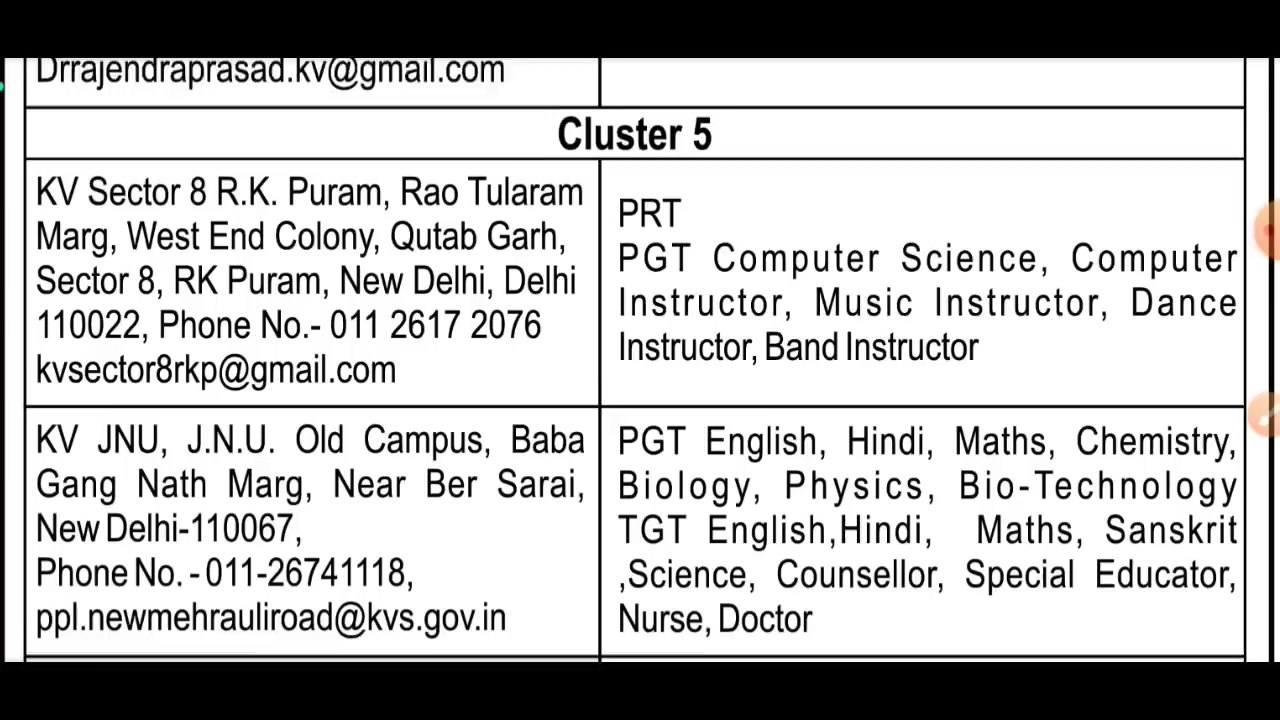 Drrajendraprasad.kv@gmail.com
Cluster 5
KV Sector 8 R.K. Puram, Rao Tularam
Marg, West End Colony, Qutab Garh,
Sector 8, RK Puram, New Delhi, Delhi
110022, Phone No.- 011 2617 2076
kvsector8rkp@gmail.com
PRT
PGT Computer Science, Computer
Instructor, Music Instructor, Dance
Instructor, Band Instructor
KV JNU, J.N.U. Old Campus, Baba
Gang Nath Marg, Near Ber Sarai,
New Delhi-110067,
Phone No. - 011-26741118,
ppl.newmehrauliroad@kvs.gov.in
PGT English, Hindi, Maths, Chemistry,
Biology, Physics, Bio-Technology
TGT English,Hindi, Maths, Sanskrit
,Science, Counsellor, Special Educator,
Nurse, Doctor